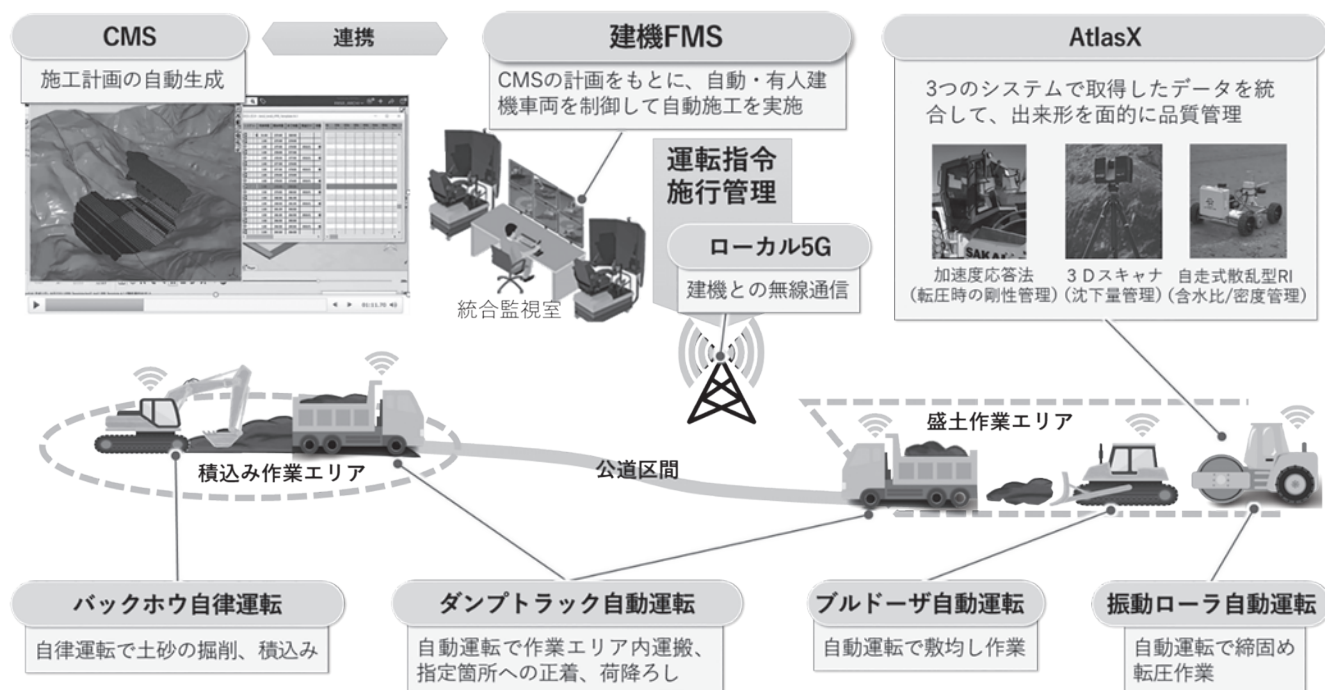 CMS
連携
建機FMS
AtlasX
施工計画の自動生成
CMSの計画をもとに、自動・有人建
機車両を制御して自動施工を実施
3つのシステムで取得したデータを統
合して、出来形を面的に品質管理
運転指令
施行管理
統合監視室
ローカル5G
建機との無線通信
SAKAI
加速度応答法
(転圧時の剛性管理)
3Dスキャナ
(沈下量管理)
自走式散乱型RI
(含水比/密度管理)
積込み作業エリア
公道区間
盛土作業エリア
バックホウ自律運転
自律運転で土砂の掘削、積込み
ダンプトラック自動運転
自動運転で作業エリア内運搬、
指定箇所への正着、荷降ろし
ブルドーザ自動運転
自動運転で敷均し作業
振動ローラ自動運転
自動運転で締固め
転圧作業